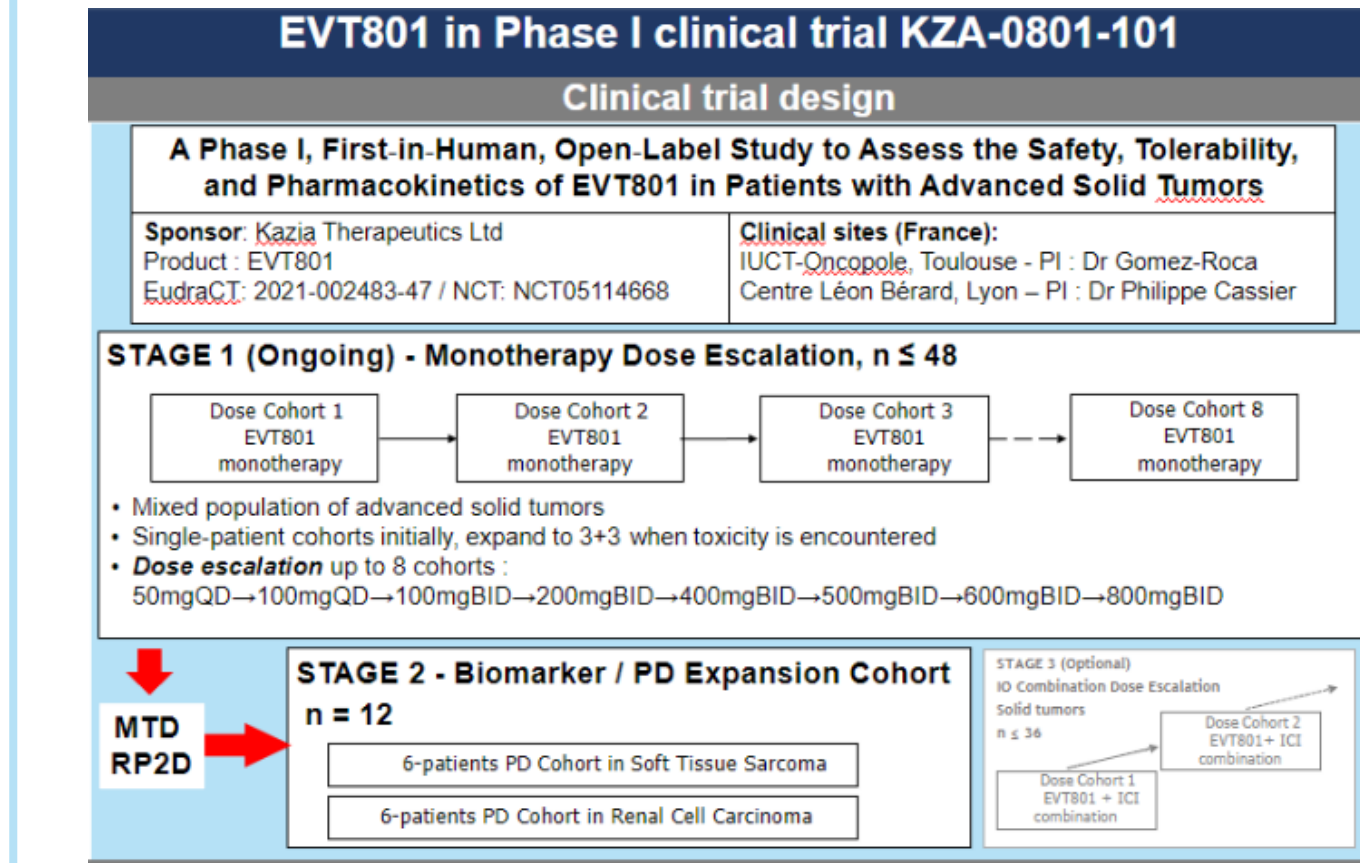 EVT801 in Phase I clinical trial KZA-0801-101
Clinical trial design
A Phase I, First-in-Human, Open-Label Study to Assess the Safety, Tolerability,
and Pharmacokinetics of EVT801 in Patients with Advanced Solid Tumors
Sponsor: Kazia Therapeutics Ltd
Product : EVT801
EudraCT: 2021-002483-47 / NCT: NCT05114668
Clinical sites (France):
IUCT-Oncopole, Toulouse - PI : Dr Gomez-Roca
Centre Léon Bérard, Lyon – PI : Dr Philippe Cassier
STAGE 1 (Ongoing) - Monotherapy Dose Escalation, n ≤ 48
Dose Cohort 1
EVT801
monotherapy
Dose Cohort 2
EVT801
monotherapy
Dose Cohort 3
EVT801
monotherapy
Dose Cohort 8
EVT801
monotherapy
• Mixed population of advanced solid tumors
• Single-patient cohorts initially, expand to 3+3 when toxicity is encountered
• Dose escalation up to 8 cohorts :
50mgQD→100mgQD→100mgBID→200mgBID→400mgBID→500mgBID→600mgBID→800mgBID
MTD
RP2D
STAGE 2 - Biomarker / PD Expansion Cohort
n = 12
6-patients PD Cohort in Soft Tissue Sarcoma
6-patients PD Cohort in Renal Cell Carcinoma
STAGE 3 (Optional)
IO Combination Dose Escalation
Solid tumors
n ≤ 36
Dose Cohort 1
EVT801 + ICI
combination
Dose Cohort 2
EVT801+ ICI
combination